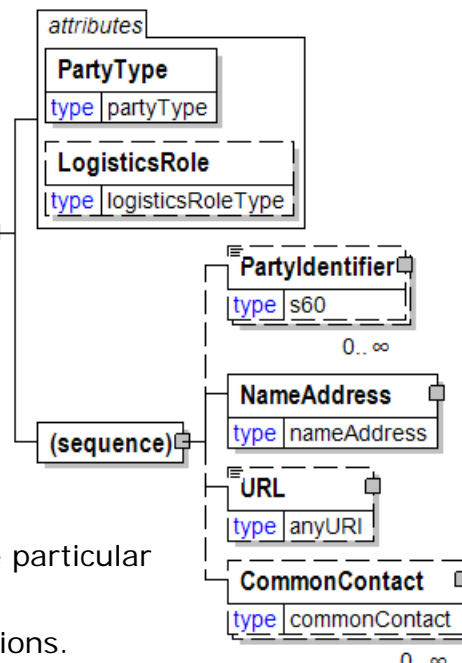 attributes
PartyType
type partyType
LogisticsRole
type logisticsRoleType
PartyIdentifier
type s60
0.. ∞
NameAddress
type nameAddress
(sequence)
URL
type anyURI
particular
CommonContact
type commonContact
ions.
0.. ∞